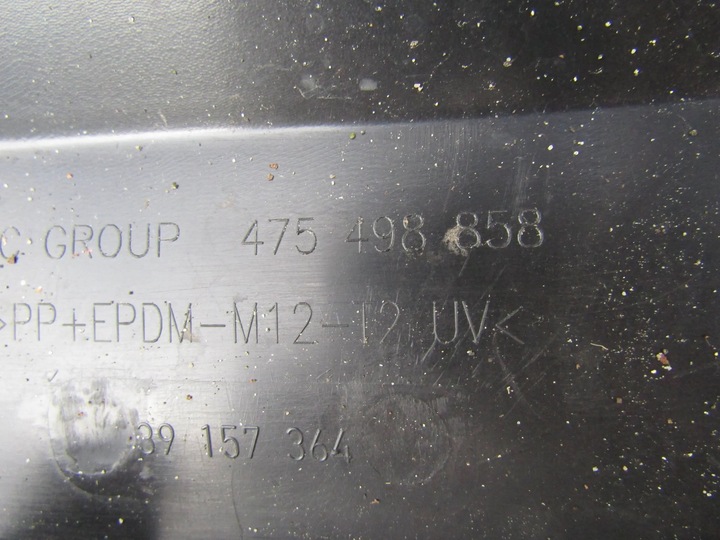 C GROUP 475 498 858
>PP+EPDM-M12-12 UV<
39 157 364